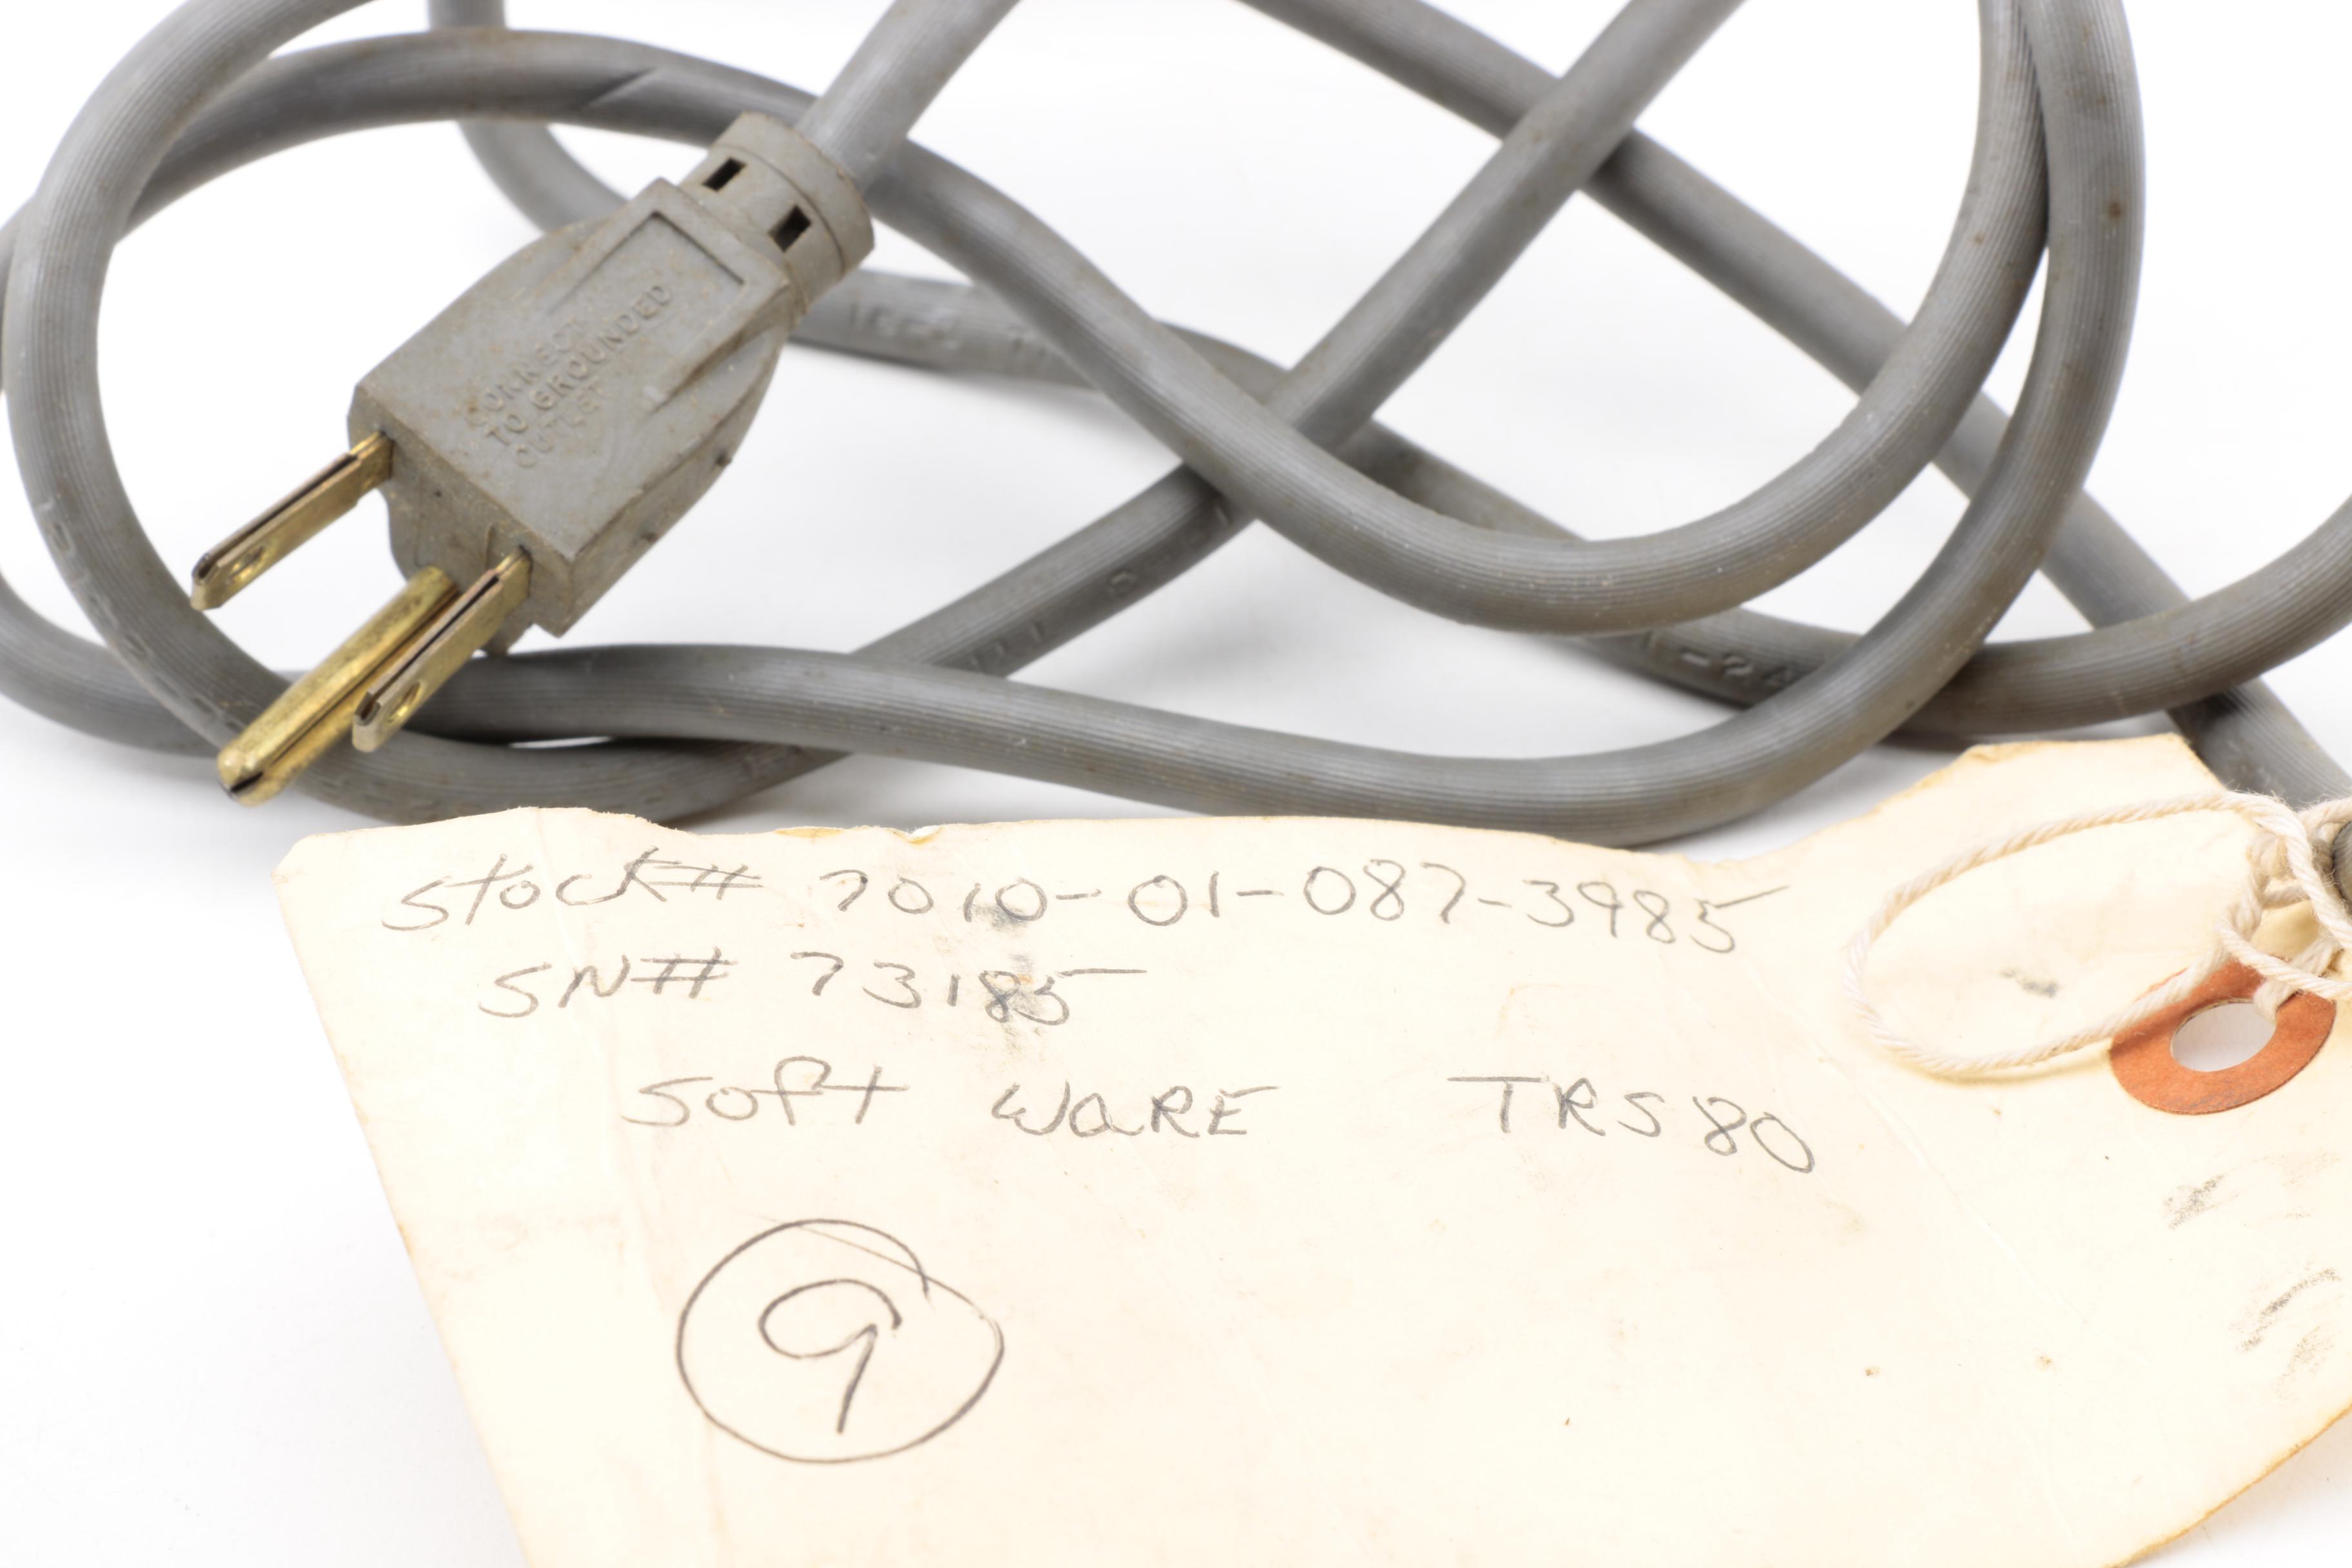 CONNECT
TO GROUNDED
OUTLET
Stock# 7010-01-087-3985
SN# 73185
Soft WaRE TRS80
9